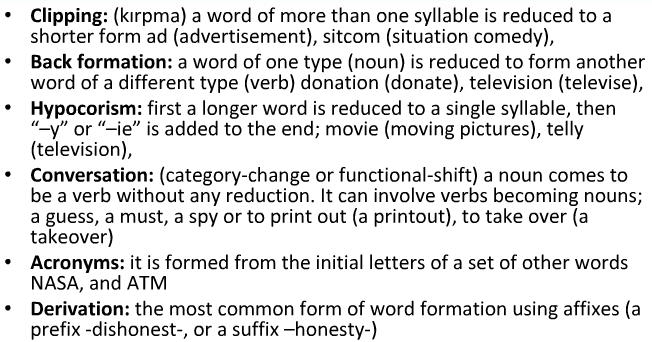 • Clipping: (kırpma) a word of more than one syllable is reduced to a
shorter form ad (advertisement), sitcom (situation comedy),
• Back formation: a word of one type (noun) is reduced to form another
word of a different type (verb) donation (donate), television (televise),
• Hypocorism: first a longer word is reduced to a single syllable, then
“–y” or “–ie” is added to the end; movie (moving pictures), telly
(television),
• Conversation: (category-change or functional-shift) a noun comes to
be a verb without any reduction. It can involve verbs becoming nouns;
a guess, a must, a spy or to print out (a printout), to take over (a
takeover)
• Acronyms: it is formed from the initial letters of a set of other words
NASA, and ATM
• Derivation: the most common form of word formation using affixes (a
prefix -dishonest-, or a suffix –honesty-)